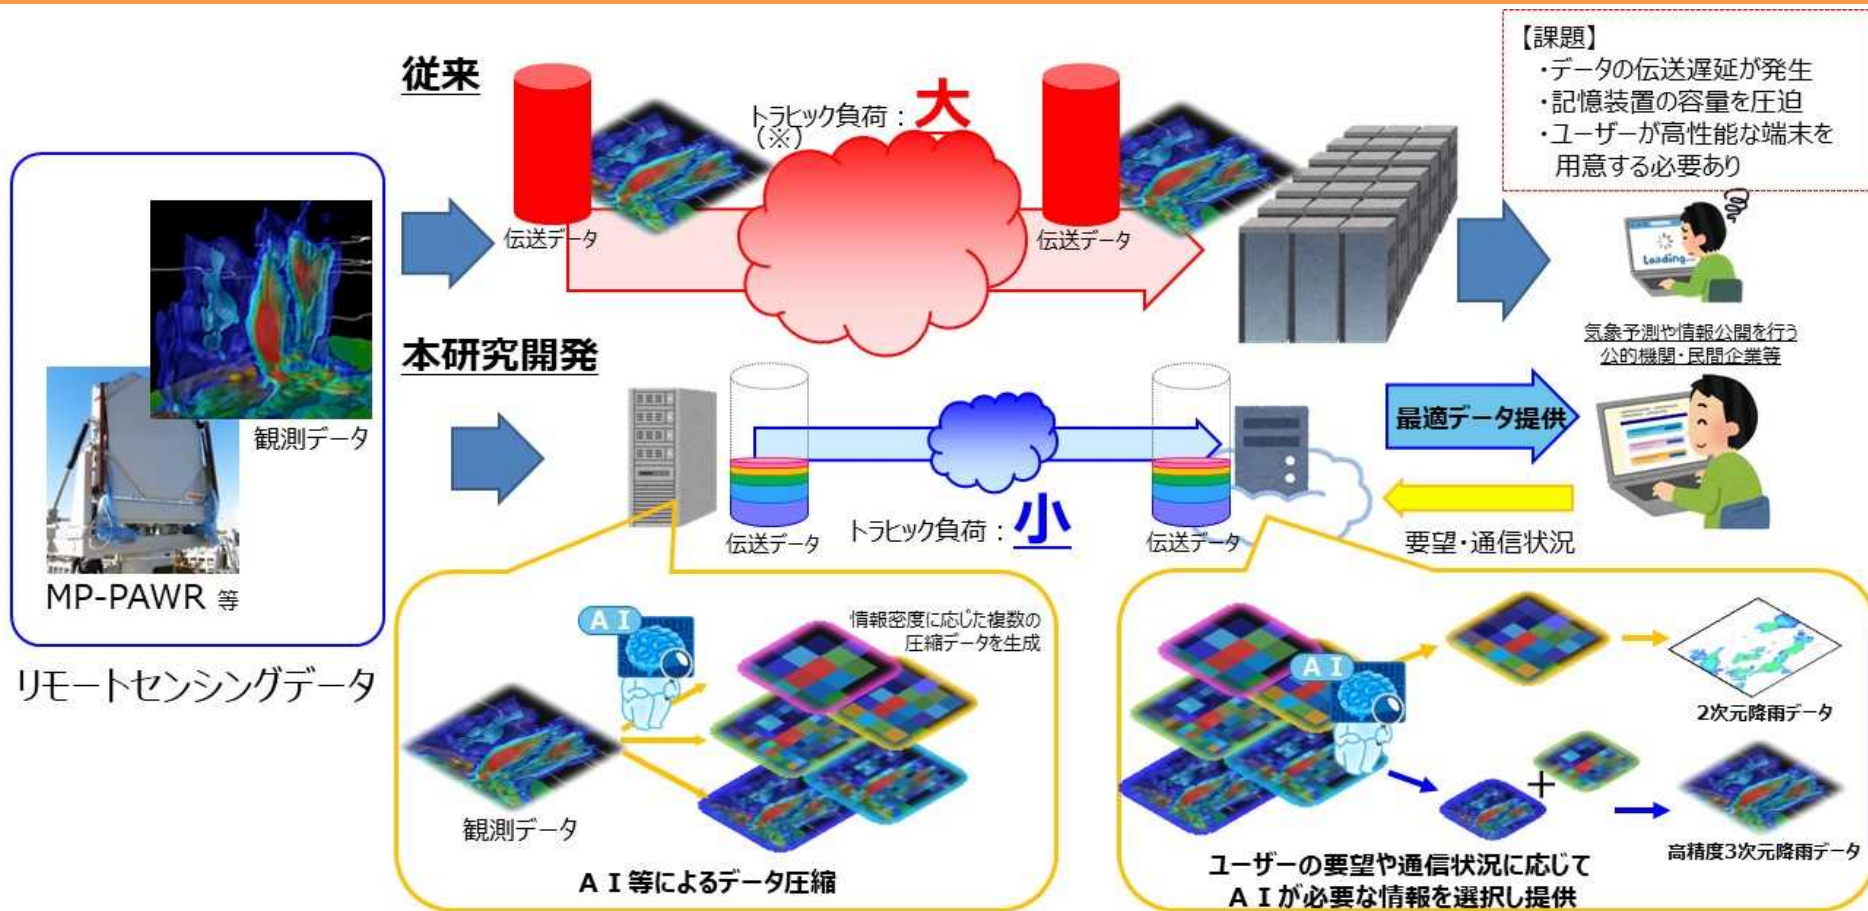 従来
トラヒック負荷：大
（※）
伝送データ
伝送データ
【課題】
・データの伝送遅延が発生
・記憶装置の容量を圧迫
・ユーザーが高性能な端末を
用意する必要あり
Loading...
気象予測や情報公開を行う
公的機関・民間企業等
観測データ
MP-PAWR 等
リモートセンシングデータ
本研究開発
伝送データ
トラヒック負荷：小
伝送データ
最適データ提供
要望・通信状況
ＡＩ
情報密度に応じた複数の
圧縮データを生成
観測データ
ＡＩ等によるデータ圧縮
ＡＩ
2次元降雨データ
+
高精度3次元降雨データ
ユーザーの要望や通信状況に応じて
ＡＩが必要な情報を選択し提供